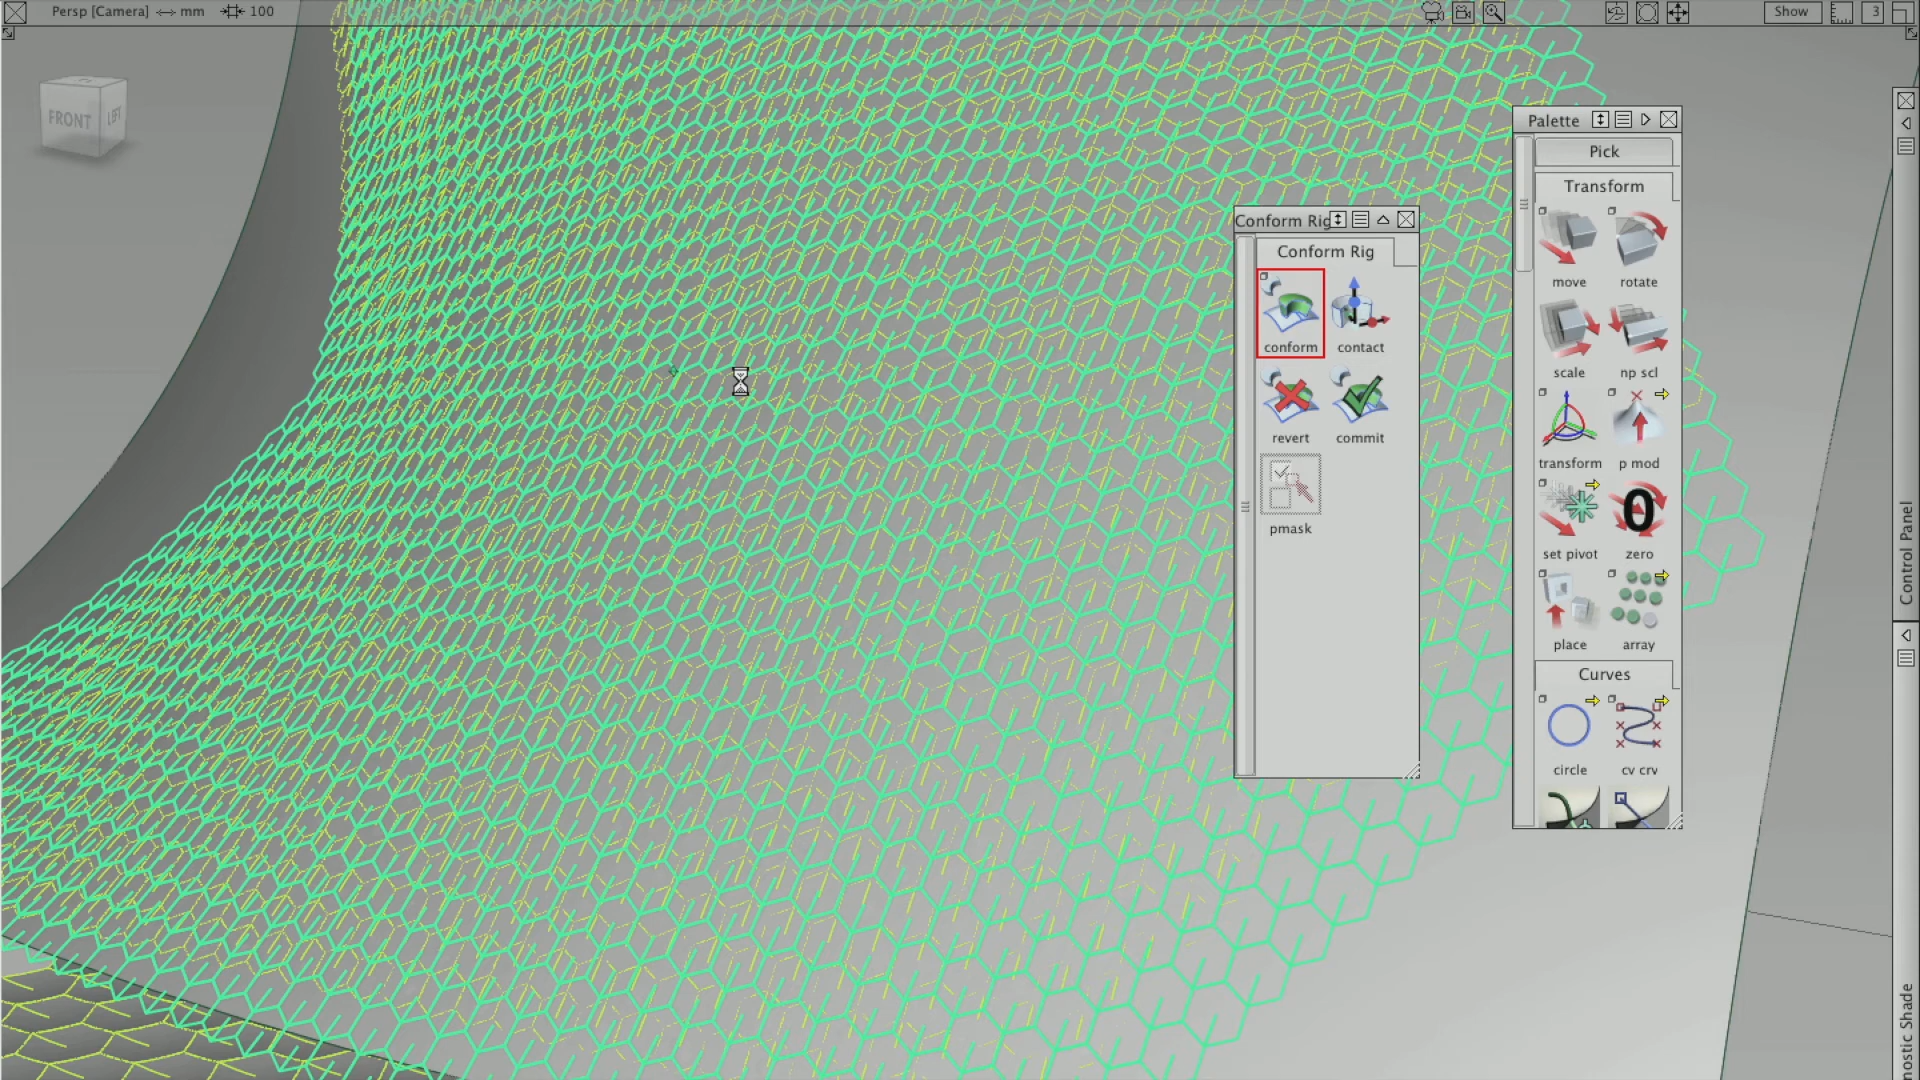 Persp [Camera] mm 100
Show
3
FRONT
LEFT
Palette
Pick
Transform
move
rotate
scale
np scl
transform
p mod
set pivot
0
zero
place
array
Curves
circle
cv crv
Conform Rig
Conform Rig
conform
contact
revert
commit
pmask
Control Panel
nostic Shade